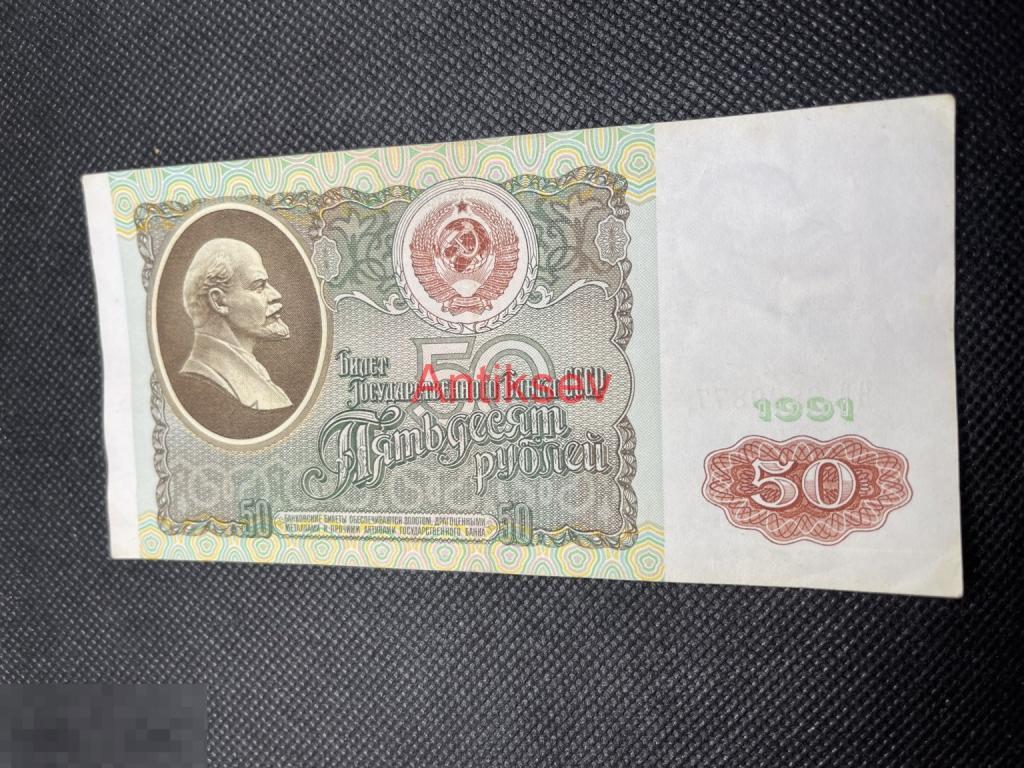 Билет
Государственного Банка СССР
50
Antiksev
Пятьдесят
рублей
1991
50
50
БАНКОВСКИЕ БИЛЕТЫ ОБЕСПЕЧИВАЮТСЯ ЗОЛОТОМ, ДРАГОЦЕННЫМИ
МЕТАЛЛАМИ И ПРОЧИМИ АКТИВАМИ ГОСУДАРСТВЕННОГО БАНКА
50